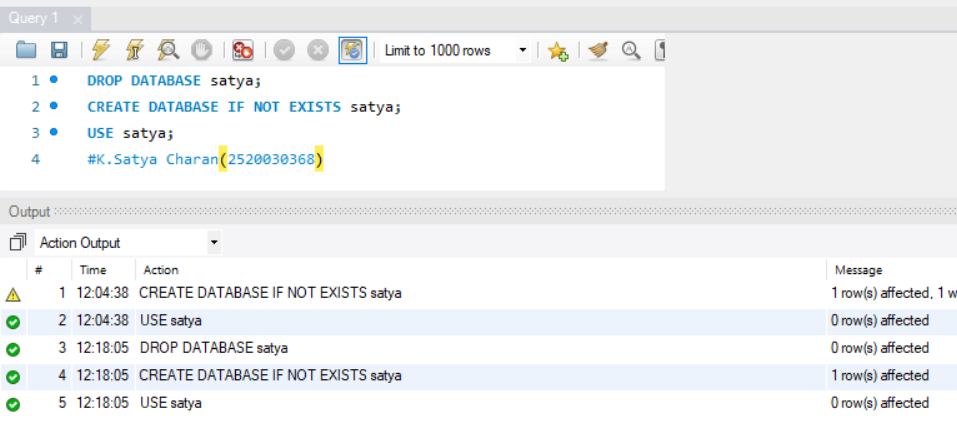 Query 1
Limit to 1000 rows
1 DROP DATABASE satya;
2 CREATE DATABASE IF NOT EXISTS satya;
3 USE satya;
4 #K.Satya Charan(2520030368)
Output
Action Output
# Time Action Message
1 12:04:38 CREATE DATABASE IF NOT EXISTS satya 1 row(s) affected, 1 w
2 12:04:38 USE satya 0 row(s) affected
3 12:18:05 DROP DATABASE satya 0 row(s) affected
4 12:18:05 CREATE DATABASE IF NOT EXISTS satya 1 row(s) affected
5 12:18:05 USE satya 0 row(s) affected